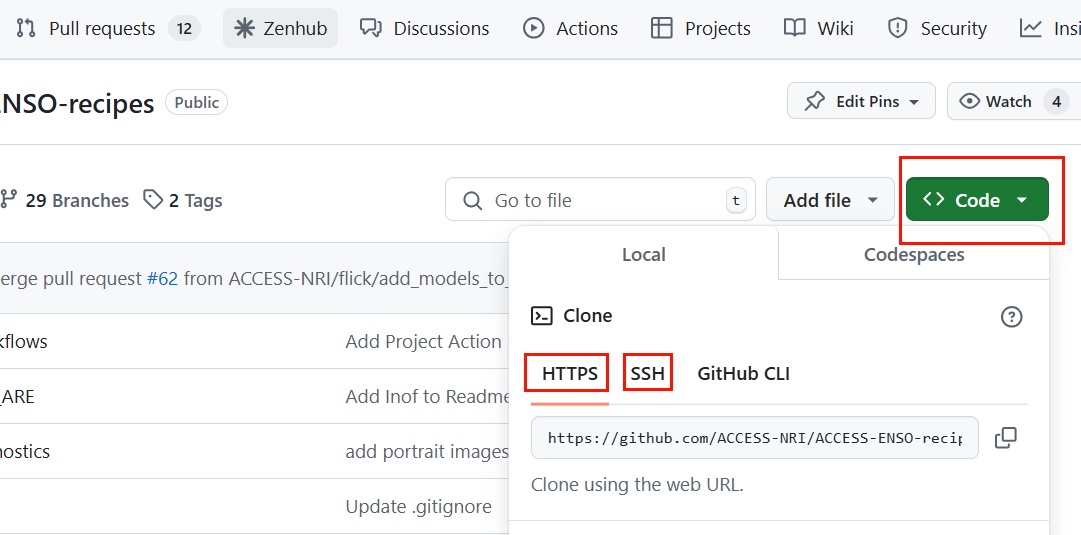 Pull requests 12 Zenhub Discussions Actions Projects Wiki Security Insi
ENSO-recipes Public Edit Pins Watch 4
29 Branches 2 Tags Go to file t Add file <> Code
Local Codespaces
erge pull request #62 from ACCESS-NRI/flick/add_models_to_
Clone
kflows Add Project Action
HTTPS SSH GitHub CLI
_ARE Add Inof to Readme
https://github.com/ACCESS-NRI/ACCESS-ENSO-recip
nostics add portrait images
Clone using the web URL.
Update .gitignore